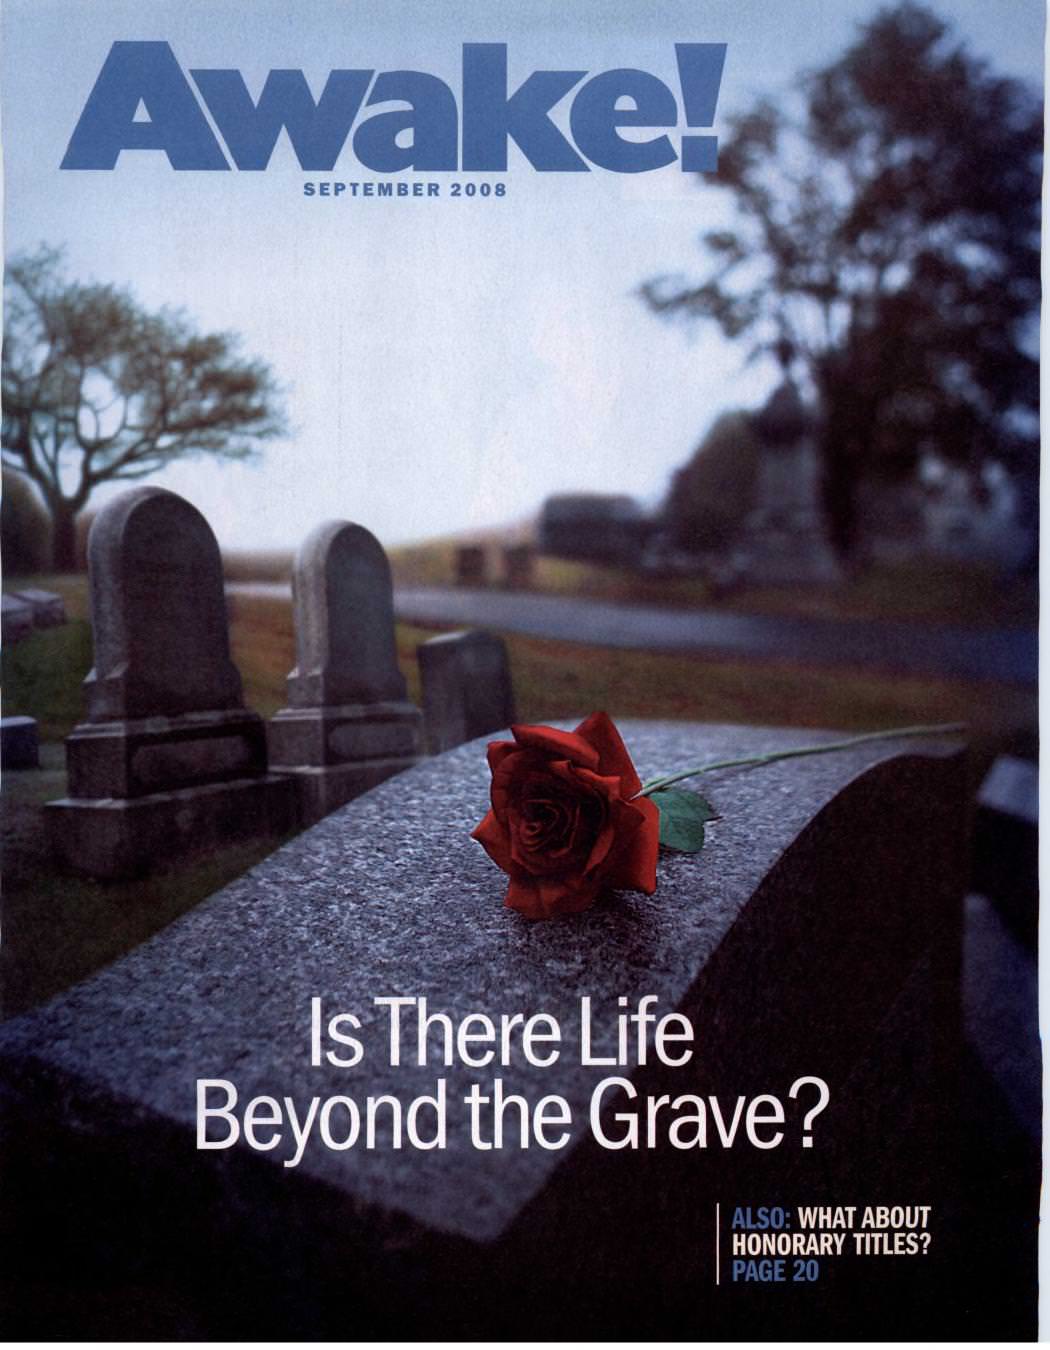 Awake!
SEPTEMBER 2008
Is There Life
Beyond the Grave?
ALSO: WHAT ABOUT
HONORARY TITLES?
PAGE 20